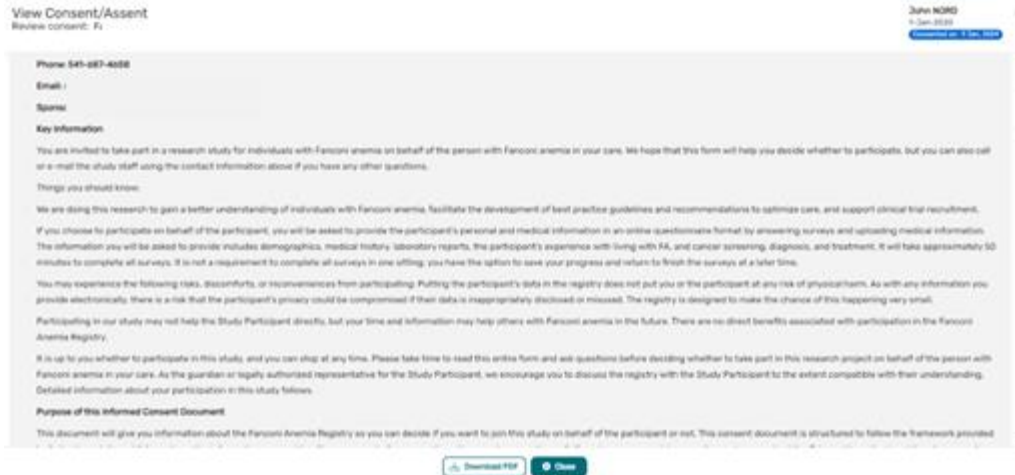 View Consent/Assent
John NORD
Review consent: Fa
1-Jan-2020
Consented on: 1 Jan, 2024
Phone: 541-687-4658
Email:
Sponso
Key Information
You are invited to take part in a research study for individuals with Fanconi anemia on behalf of the person with Fanconi anemia in your care. We hope that this form will help you decide whether to participate, but you can also call
or e-mail the study staff using the contact information above if you have any other questions.
Things you should know:
We are doing this research to gain a better understanding of individuals with Fanconi anemia, facilitate the development of best practice guidelines and recommendations to optimize care, and support clinical trial recruitment.
If you choose to participate on behalf of the participant, you will be asked to provide the participant's personal and medical information in an online questionnaire format by answering surveys and uploading medical information.
The information you will be asked to provide includes demographics, medical history, laboratory reports, the participant's experience with living with FA, and cancer screening, diagnosis, and treatment. It will take approximately 50
minutes to complete all surveys. It is not a requirement to complete all surveys in one sitting; you have the option to save your progress and return to finish the surveys at a later time.
You may experience the following risks, discomforts, or inconveniences from participating: Putting the participant's data in the registry does not put you or the participant at any risk of physical harm. As with any information you
provide electronically, there is a risk that the participant's privacy could be compromised if their data is inappropriately disclosed or misused. The registry is designed to make the chance of this happening very small.
Participating in our study may not help the Study Participant directly, but your time and information may help others with Fanconi anemia in the future. There are no direct benefits associated with participation in the Fanconi
Anemia Registry.
It is up to you whether to participate in this study, and you can stop at any time. Please take time to read this entire form and ask questions before deciding whether to take part in this research project on behalf of the person with
Fanconi anemia in your care. As the guardian or legally authorized representative for the Study Participant, we encourage you to discuss the registry with the Study Participant to the extent compatible with their understanding.
Detailed information about your participation in this study follows.
Purpose of this Informed Consent Document
This document will give you information about the Fanconi Anemia Registry so you can decide if you want to join this study on behalf of the participant or not. This consent document is structured to follow the framework provided
Download PDF
Close